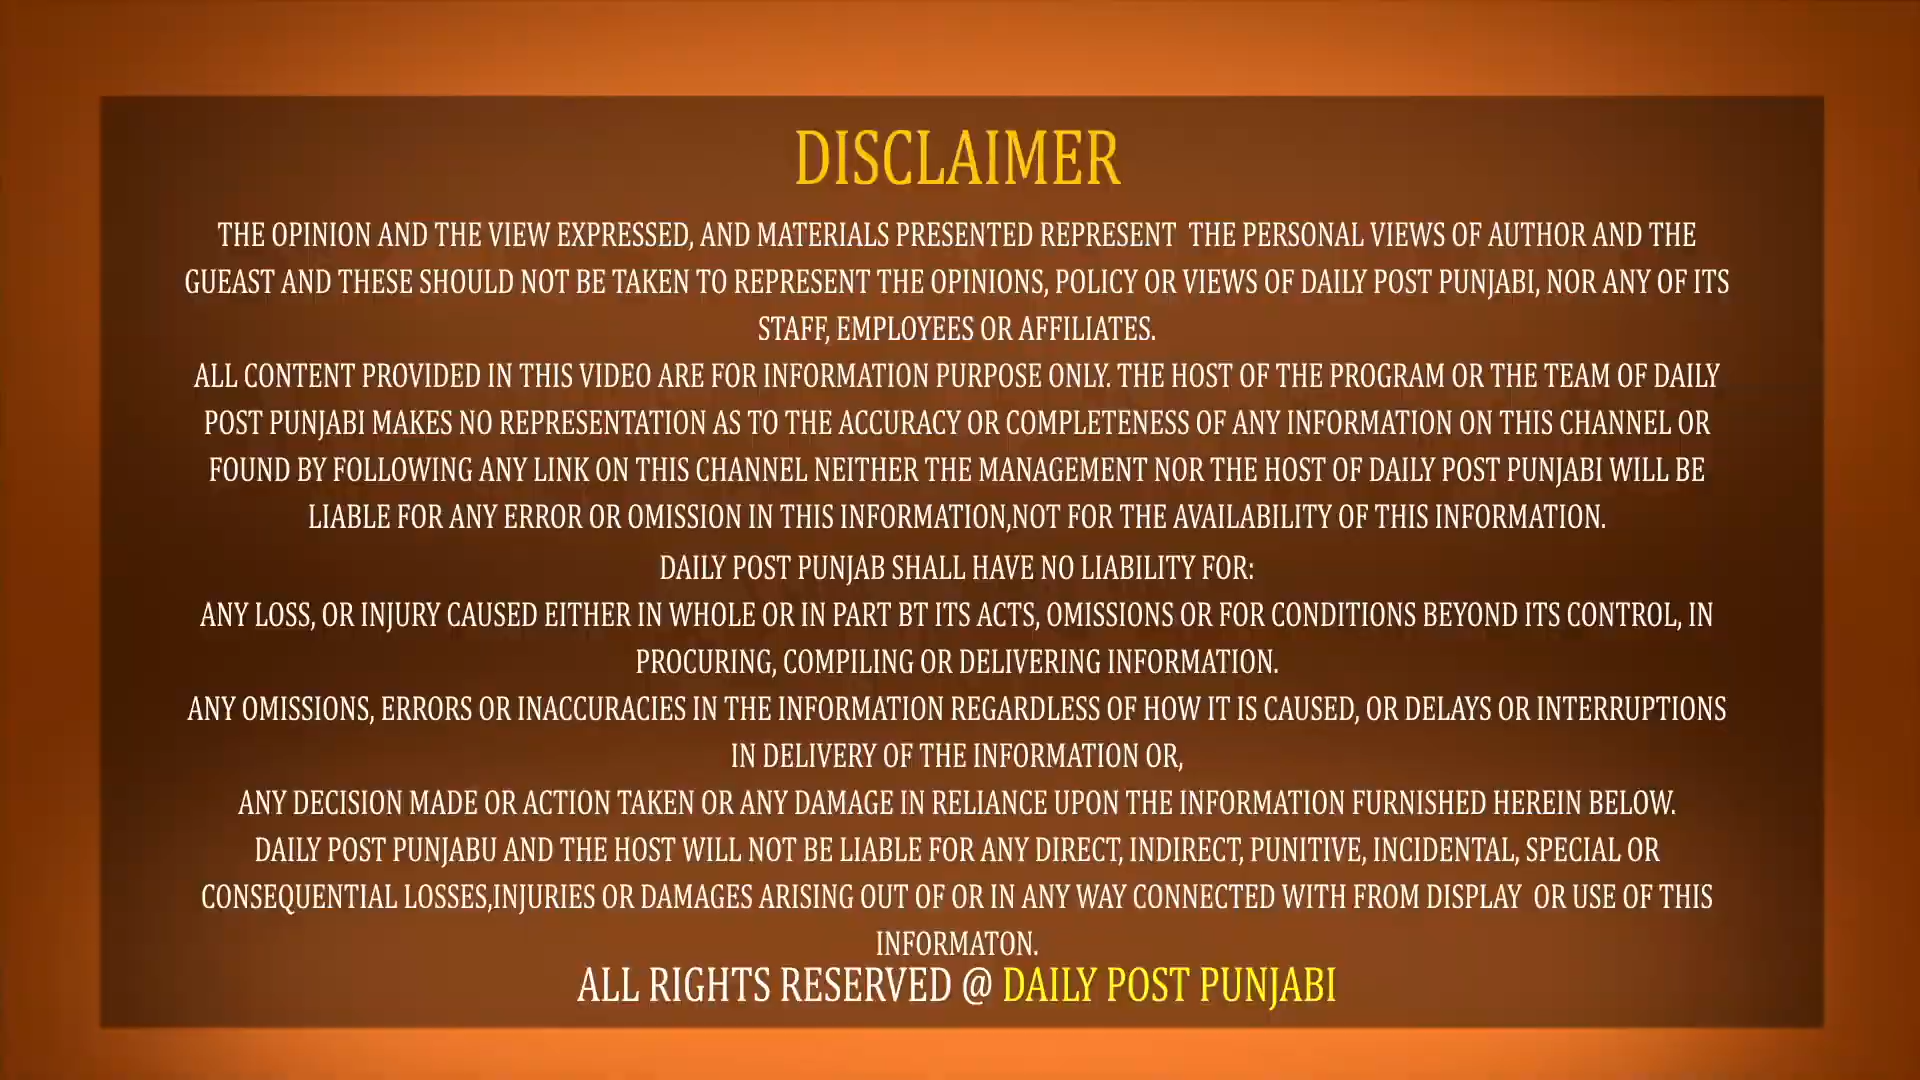 DISCLAIMER
THE OPINION AND THE VIEW EXPRESSED, AND MATERIALS PRESENTED REPRESENT THE PERSONAL VIEWS OF AUTHOR AND THE
GUEAST AND THESE SHOULD NOT BE TAKEN TO REPRESENT THE OPINIONS, POLICY OR VIEWS OF DAILY POST PUNJABI, NOR ANY OF ITS
STAFF, EMPLOYEES OR AFFILIATES.
ALL CONTENT PROVIDED IN THIS VIDEO ARE FOR INFORMATION PURPOSE ONLY. THE HOST OF THE PROGRAM OR THE TEAM OF DAILY
POST PUNJABI MAKES NO REPRESENTATION AS TO THE ACCURACY OR COMPLETENESS OF ANY INFORMATION ON THIS CHANNEL OR
FOUND BY FOLLOWING ANY LINK ON THIS CHANNEL NEITHER THE MANAGEMENT NOR THE HOST OF DAILY POST PUNJABI WILL BE
LIABLE FOR ANY ERROR OR OMISSION IN THIS INFORMATION,NOT FOR THE AVAILABILITY OF THIS INFORMATION.
DAILY POST PUNJAB SHALL HAVE NO LIABILITY FOR:
ANY LOSS, OR INJURY CAUSED EITHER IN WHOLE OR IN PART BT ITS ACTS, OMISSIONS OR FOR CONDITIONS BEYOND ITS CONTROL, IN
PROCURING, COMPILING OR DELIVERING INFORMATION.
ANY OMISSIONS, ERRORS OR INACCURACIES IN THE INFORMATION REGARDLESS OF HOW IT IS CAUSED, OR DELAYS OR INTERRUPTIONS
IN DELIVERY OF THE INFORMATION OR,
ANY DECISION MADE OR ACTION TAKEN OR ANY DAMAGE IN RELIANCE UPON THE INFORMATION FURNISHED HEREIN BELOW.
DAILY POST PUNJABU AND THE HOST WILL NOT BE LIABLE FOR ANY DIRECT, INDIRECT, PUNITIVE, INCIDENTAL, SPECIAL OR
CONSEQUENTIAL LOSSES,INJURIES OR DAMAGES ARISING OUT OF OR IN ANY WAY CONNECTED WITH FROM DISPLAY OR USE OF THIS
INFORMATON.
ALL RIGHTS RESERVED @ DAILY POST PUNJABI